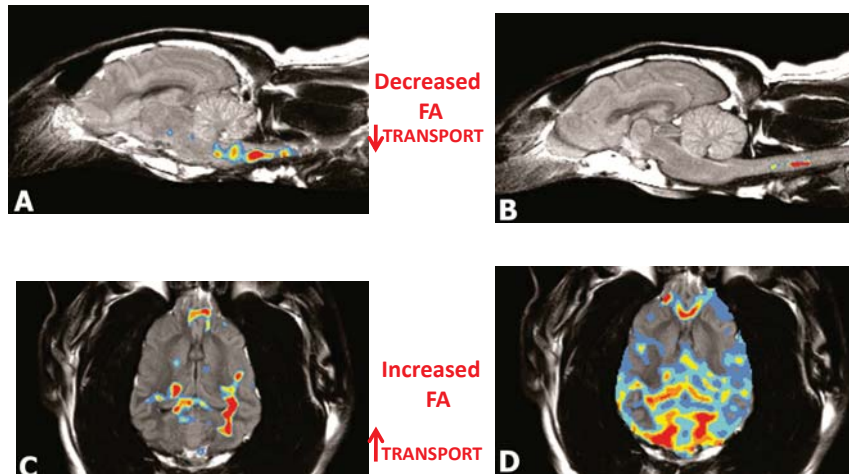 A
Decreased
FA
↓TRANSPORT
B
C
Increased
FA
↑TRANSPORT
D